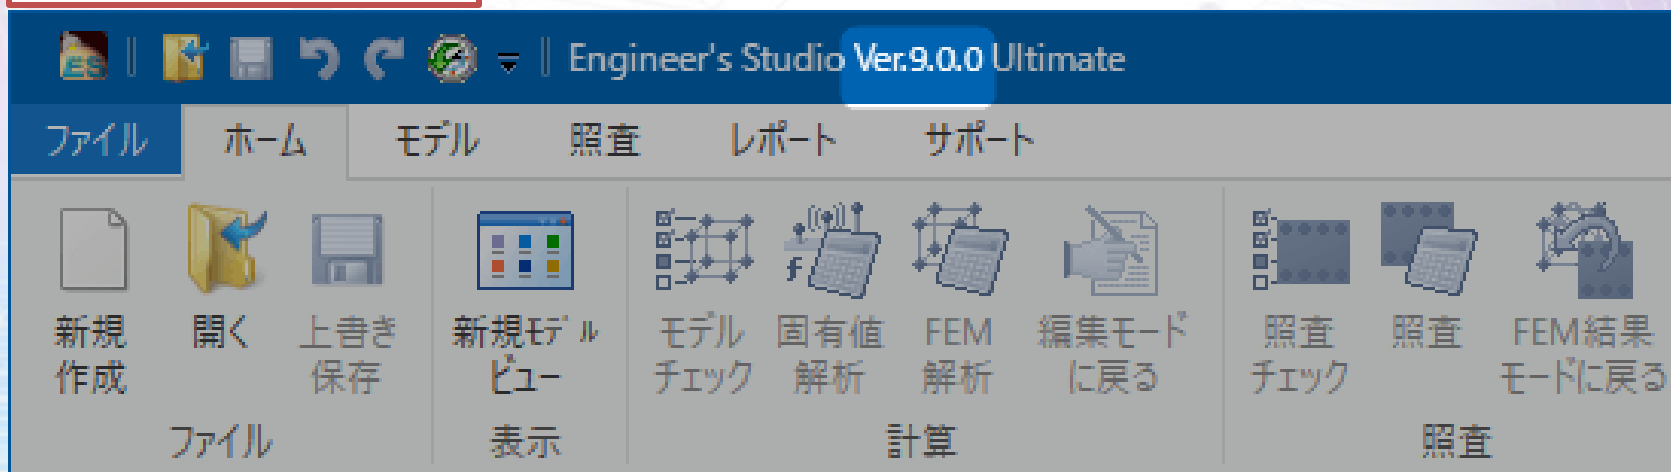 ES
Engineer's Studio Ver.9.0.0 Ultimate
ファイル ホーム モデル 照査 レポート サポート
新規 開く 上書き 新規モデル モデル 固有値 FEM 編集モード 照査 照査 FEM結果
作成 保存 ビュー チェック 解析 解析 に戻る チェック モードに戻る
ファイル 表示 計算 照査